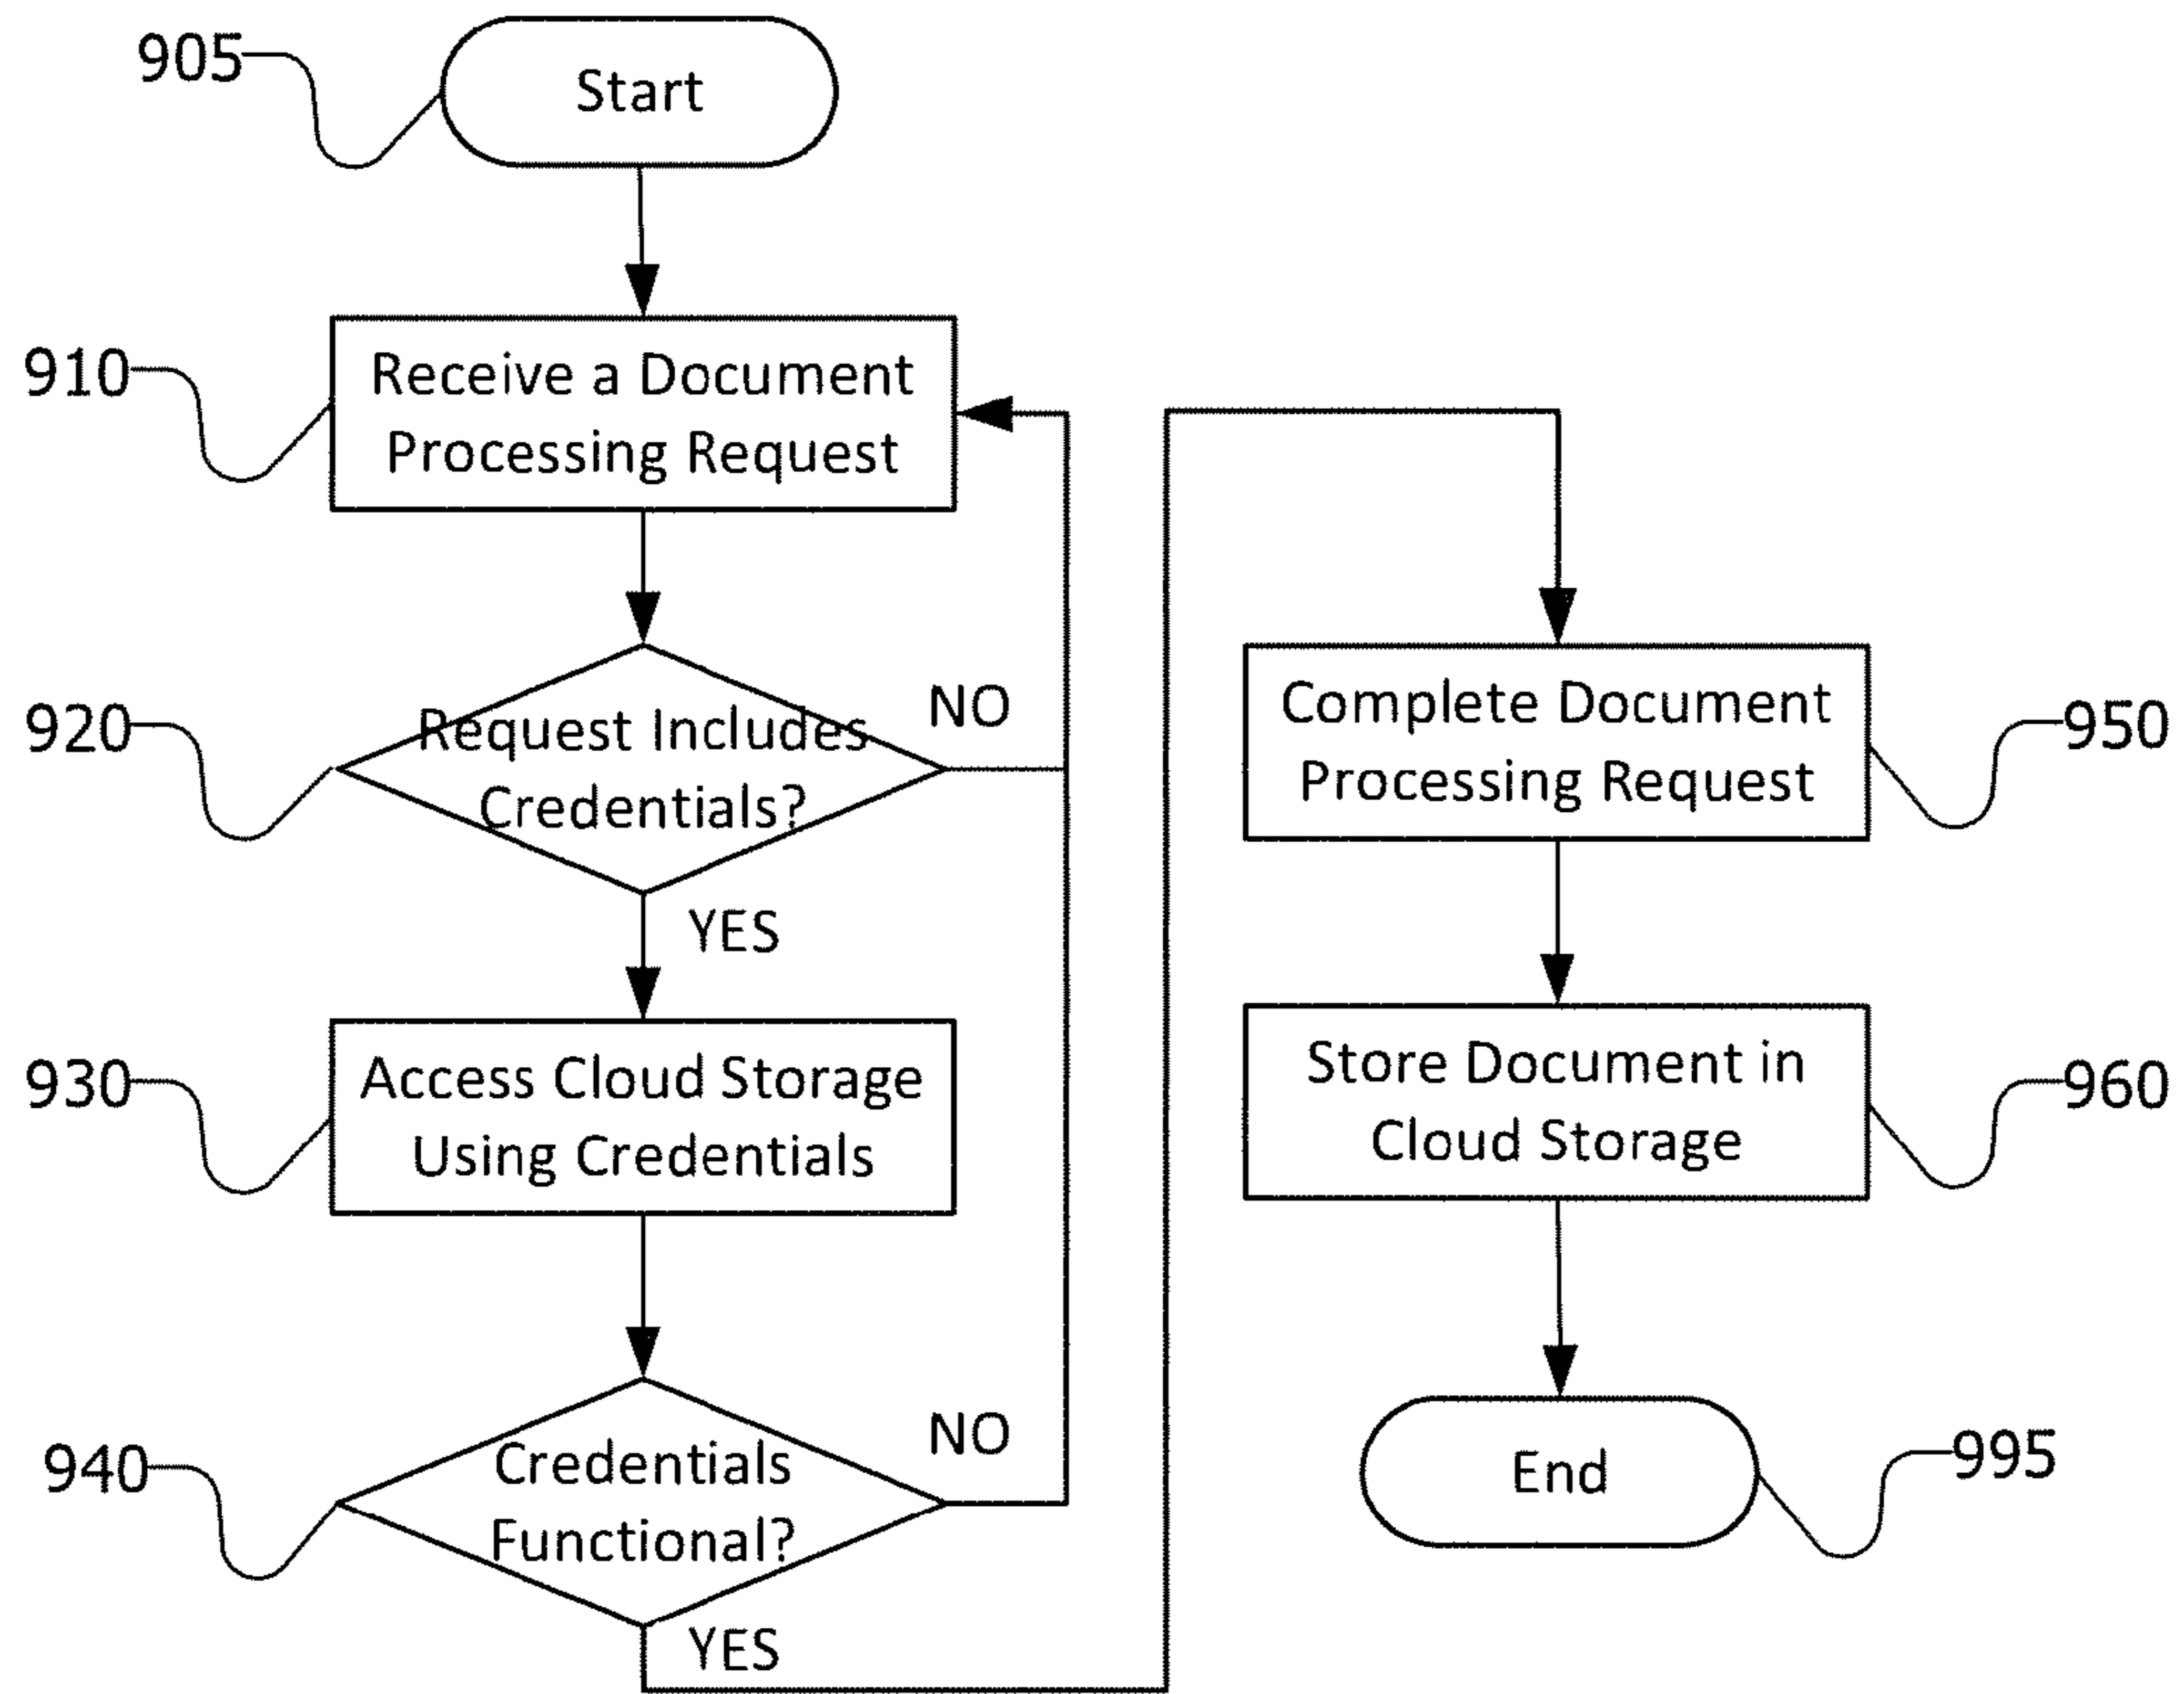 905
Start
910
Receive a Document
Processing Request
920
Request Includes
Credentials?
NO
YES
930
Access Cloud Storage
Using Credentials
940
Credentials
Functional?
NO
YES
Complete Document
Processing Request
950
Store Document in
Cloud Storage
960
End
995